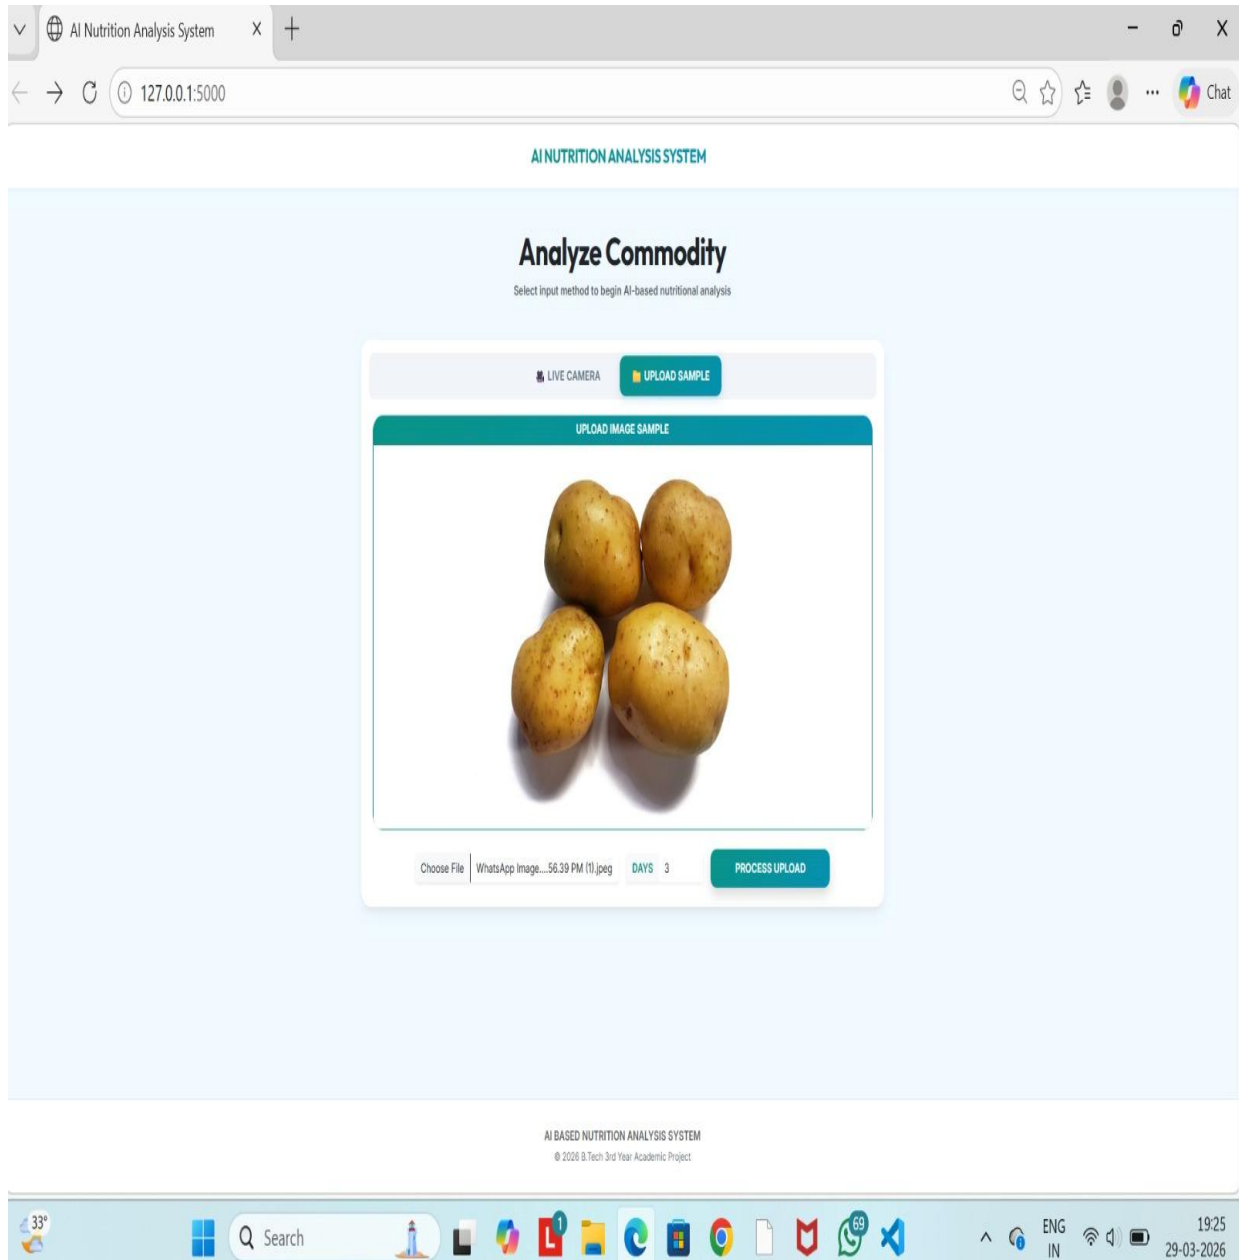 AI Nutrition Analysis System
127.0.0.1:5000
Chat
AI NUTRITION ANALYSIS SYSTEM
Analyze Commodity
Select input method to begin AI-based nutritional analysis
LIVE CAMERA
UPLOAD SAMPLE
UPLOAD IMAGE SAMPLE
Choose File WhatsApp Image....56.39 PM (1).jpeg DAYS 3 PROCESS UPLOAD
AI BASED NUTRITION ANALYSIS SYSTEM
© 2026 B.Tech 3rd Year Academic Project
33°
Search
1
69
ENG
IN
19:25
29-03-2026